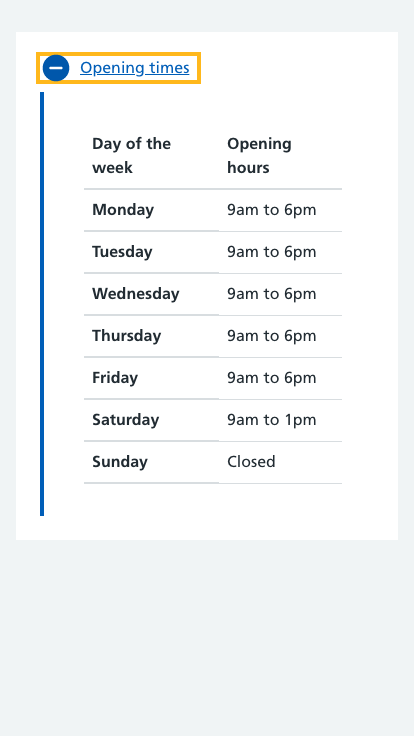 Opening times
Day of the week Opening hours
Monday 9am to 6pm
Tuesday 9am to 6pm
Wednesday 9am to 6pm
Thursday 9am to 6pm
Friday 9am to 6pm
Saturday 9am to 1pm
Sunday Closed